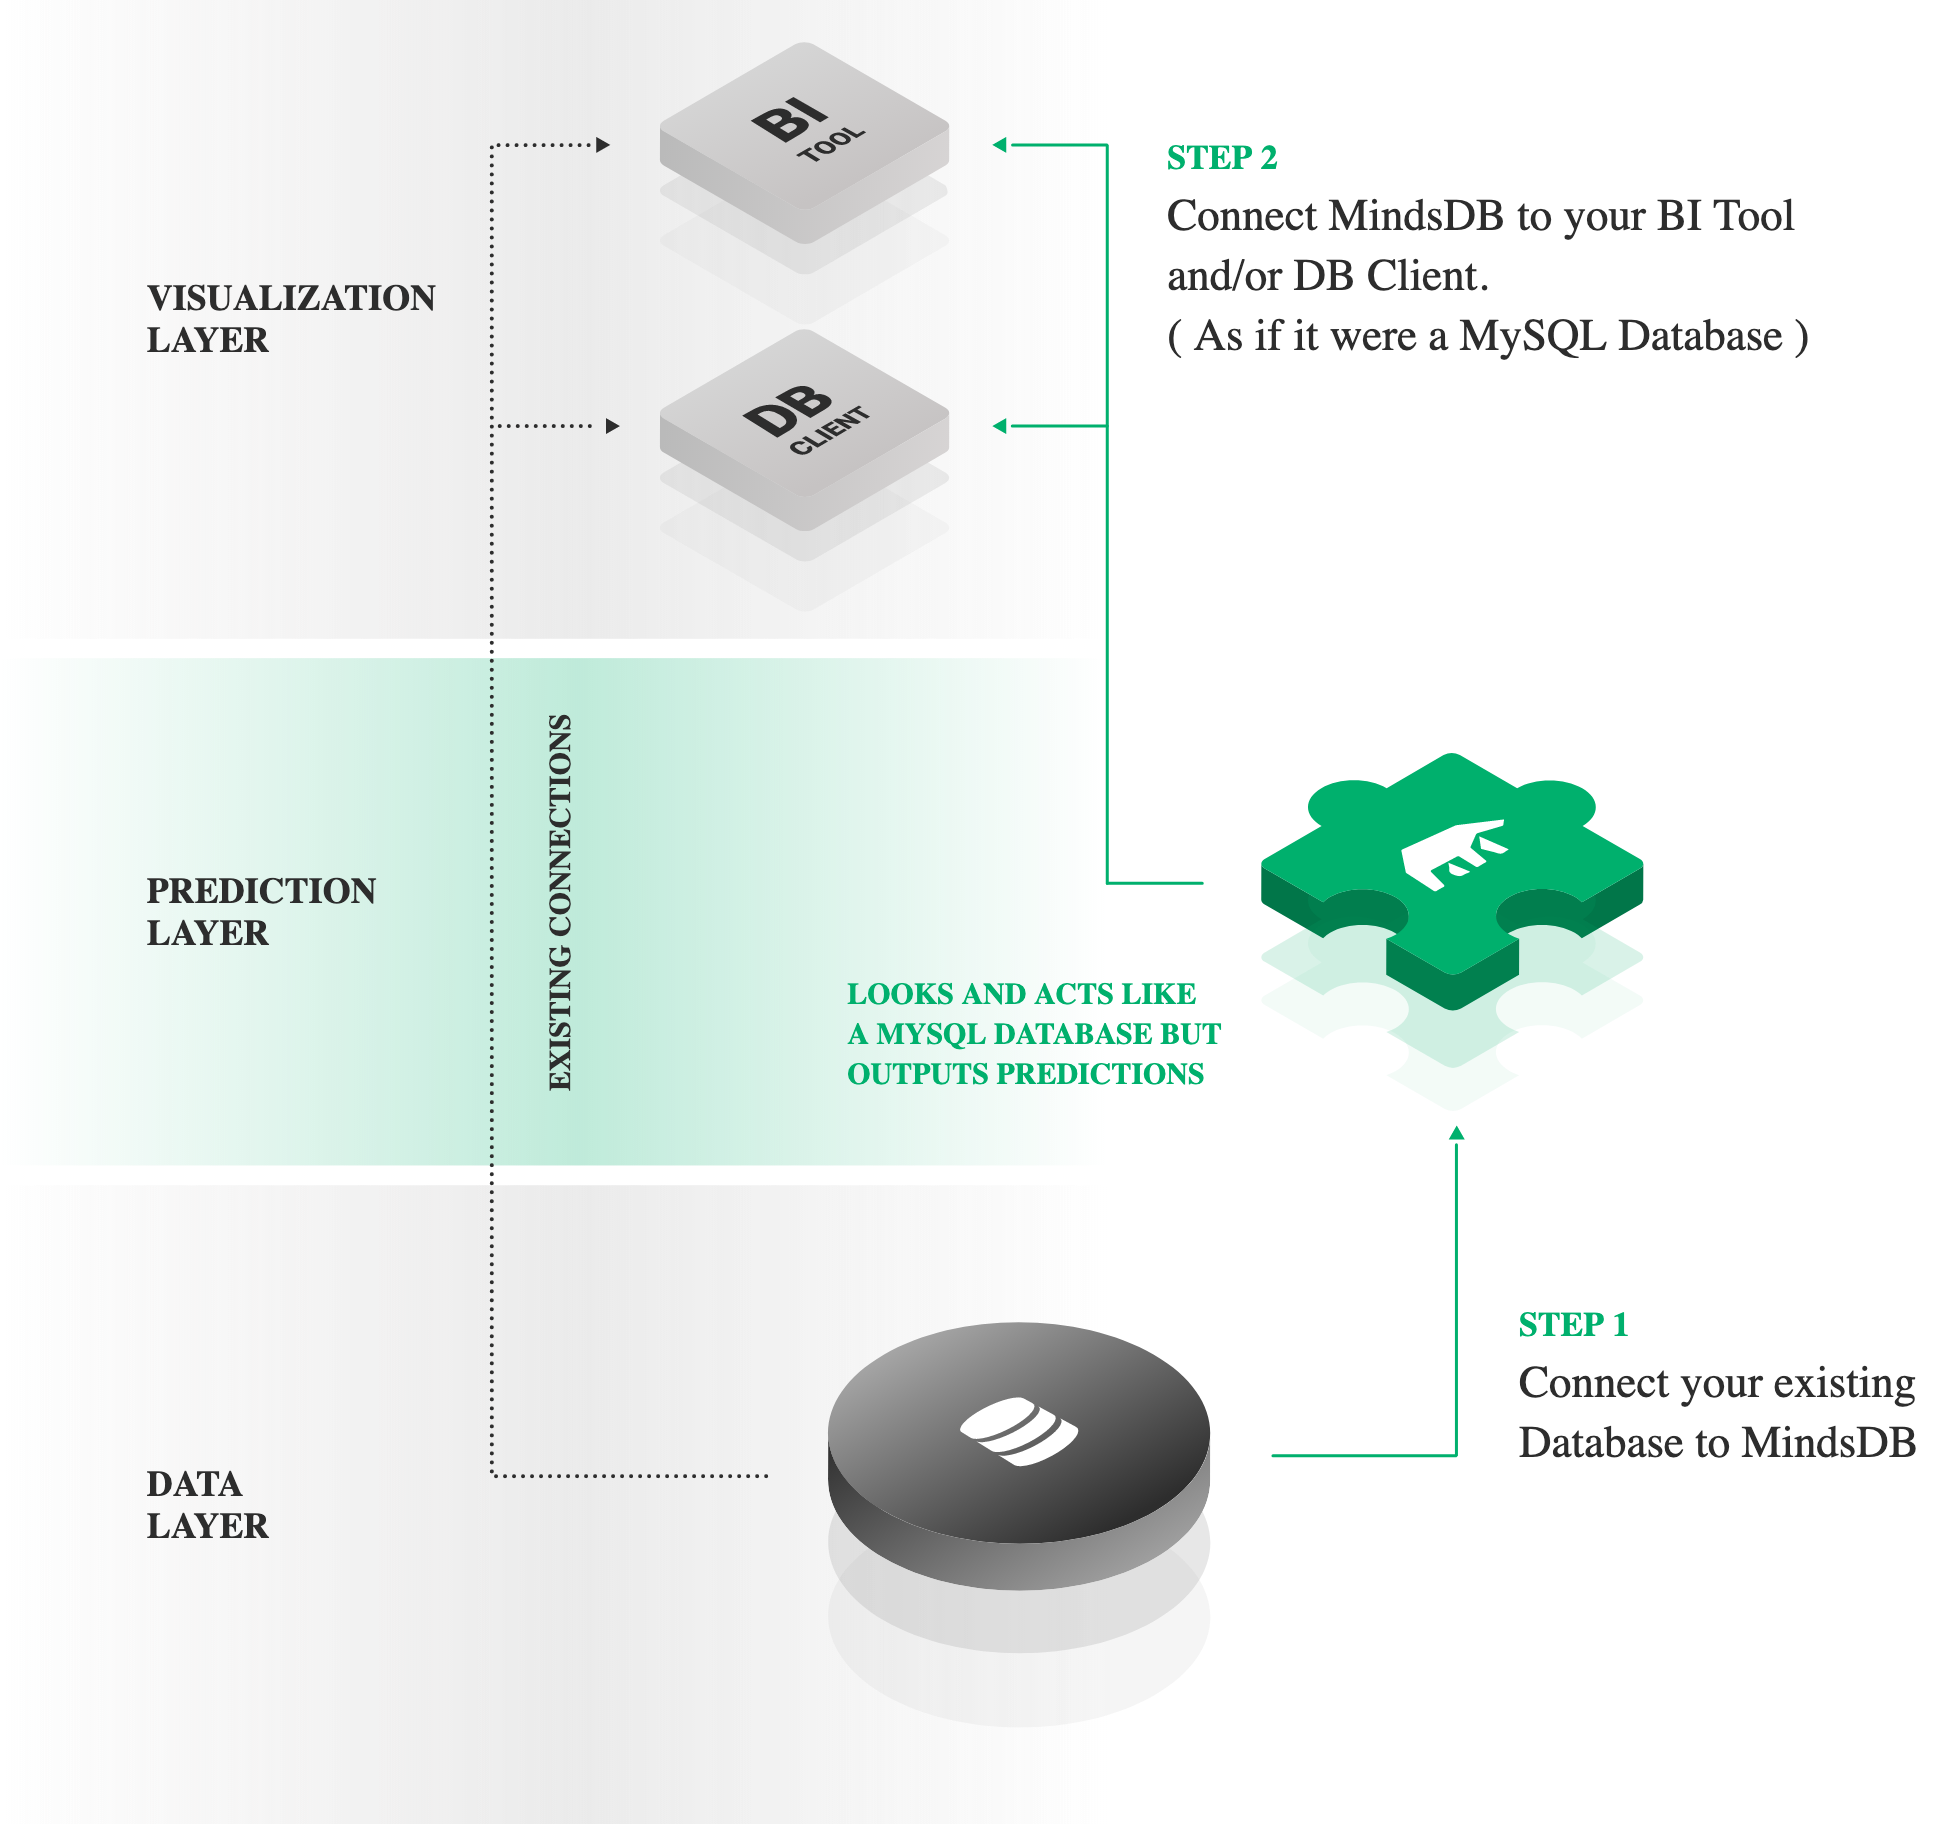 BI
TOOL
STEP 2
Connect MindsDB to your BI Tool
and/or DB Client.
( As if it were a MySQL Database )
VISUALIZATION
LAYER
DB
CLIENT
EXISTING CONNECTIONS
PREDICTION
LAYER
LOOKS AND ACTS LIKE
A MYSQL DATABASE BUT
OUTPUTS PREDICTIONS
STEP 1
Connect your existing
Database to MindsDB
DATA
LAYER